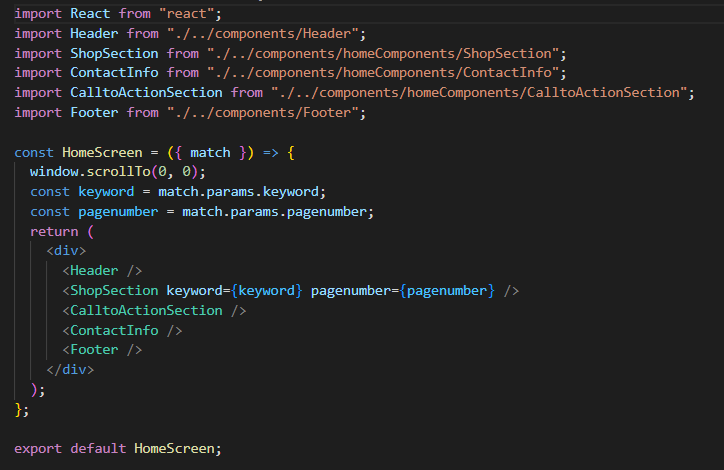 import React from "react";
import Header from "./../components/Header";
import ShopSection from "./../components/homeComponents/ShopSection";
import ContactInfo from "./../components/homeComponents/ContactInfo";
import CalltoActionSection from "./../components/homeComponents/CalltoActionSection";
import Footer from "./../components/Footer";

const HomeScreen = ({ match }) => {
  window.scrollTo(0, 0);
  const keyword = match.params.keyword;
  const pagenumber = match.params.pagenumber;
  return (
    <div>
      <Header />
      <ShopSection keyword={keyword} pagenumber={pagenumber} />
      <CalltoActionSection />
      <ContactInfo />
      <Footer />
    </div>
  );
};

export default HomeScreen;